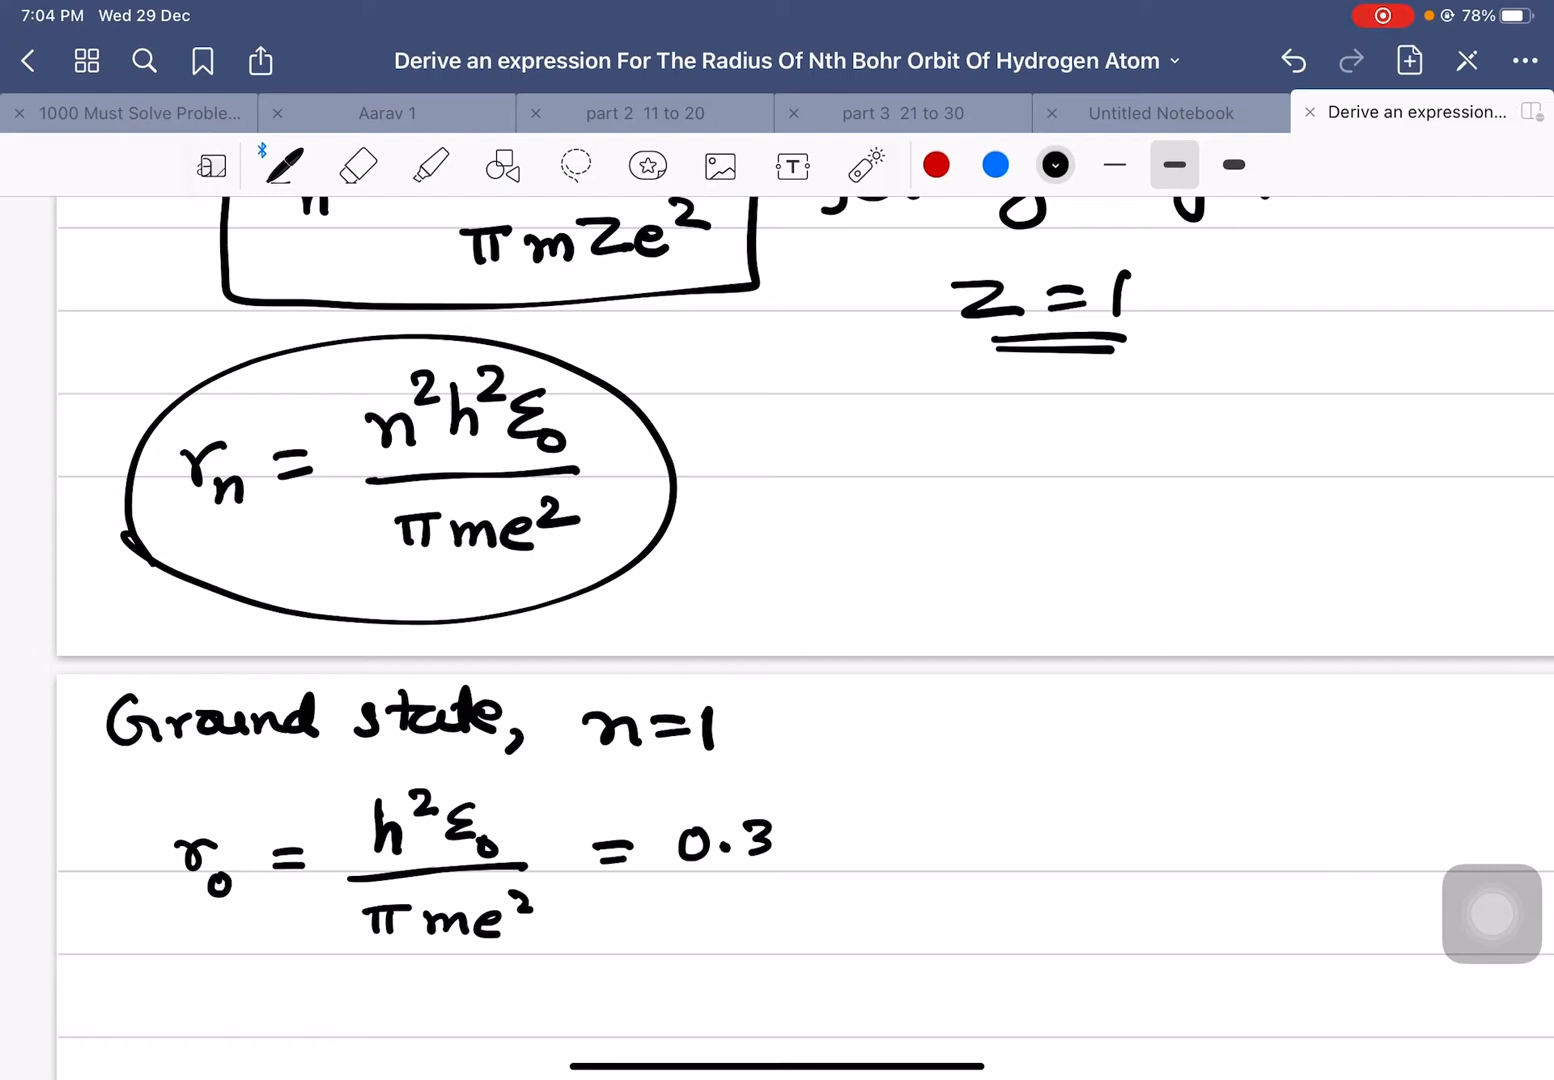 7:04 PM Wed 29 Dec 78%
Derive an expression For The Radius Of Nth Bohr Orbit Of Hydrogen Atom
1000 Must Solve Proble... Aarav 1 part 2 11 to 20 part 3 21 to 30 Untitled Notebook Derive an expression...
n
πmZe²
Z=1
rₙ = n²h²ε₀ / πme²
Ground state, n=1
r₀ = h²ε₀ / πme² = 0.3